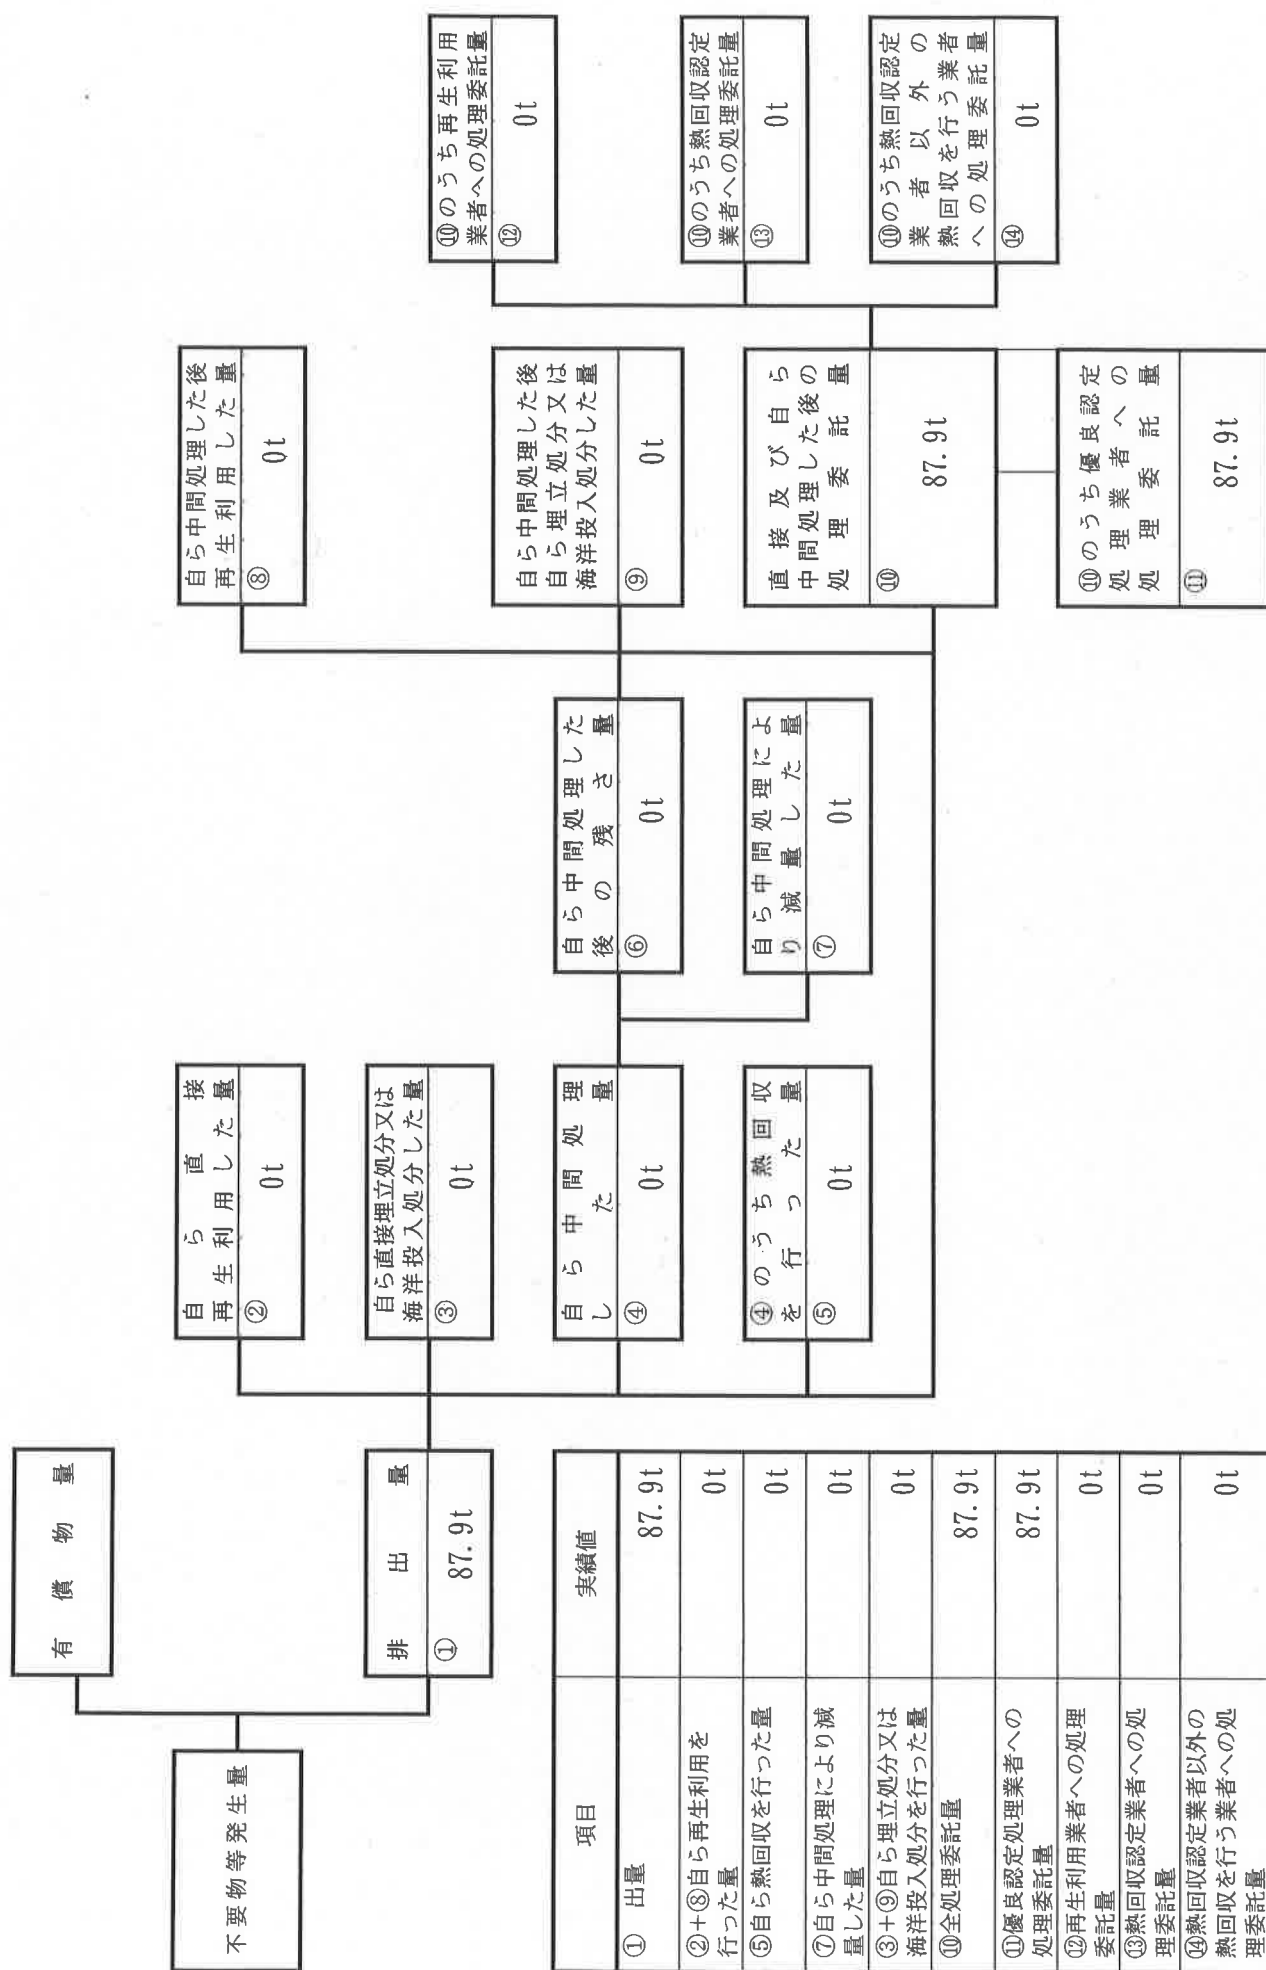 不要物等発生量
有償物量
排出量
① 87.9t
自ら直接
再生利用した量
② 0t
自ら直接埋立処分又は
海洋投入処分した量
③ 0t
自ら中間処理
した量
④ 0t
④のうち熱回収
を行った量
⑤ 0t
自ら中間処理した
後の残さ量
⑥ 0t
自ら中間処理によ
り減量した量
⑦ 0t
自ら中間処理した後
再生利用した量
⑧ 0t
自ら中間処理した後
自ら埋立処分又は
海洋投入処分した量
⑨ 0t
直接及び自ら
中間処理した後の
処理委託量
⑩ 87.9t
⑩のうち優良認定
処理業者への
処理委託量
⑪ 87.9t
⑩のうち再生利用
業者への処理委託量
⑫ 0t
⑩のうち熱回収認定
業者への処理委託量
⑬ 0t
⑩のうち熱回収認定
業者以外の
熱回収を行う業者
への処理委託量
⑭ 0t
項目 実績値
① 出量 87.9t
②+⑧自ら再生利用を
行った量 0t
⑤自ら熱回収を行った量 0t
⑦自ら中間処理により減
量した量 0t
③+⑨自ら埋立処分又は
海洋投入処分を行った量 0t
⑩全処理委託量 87.9t
⑪優良認定処理業者への
処理委託量 87.9t
⑫再生利用業者への処理
委託量 0t
⑬熱回収認定業者への処
理委託量 0t
⑭熱回収認定業者以外の
熱回収を行う業者への処
理委託量 0t